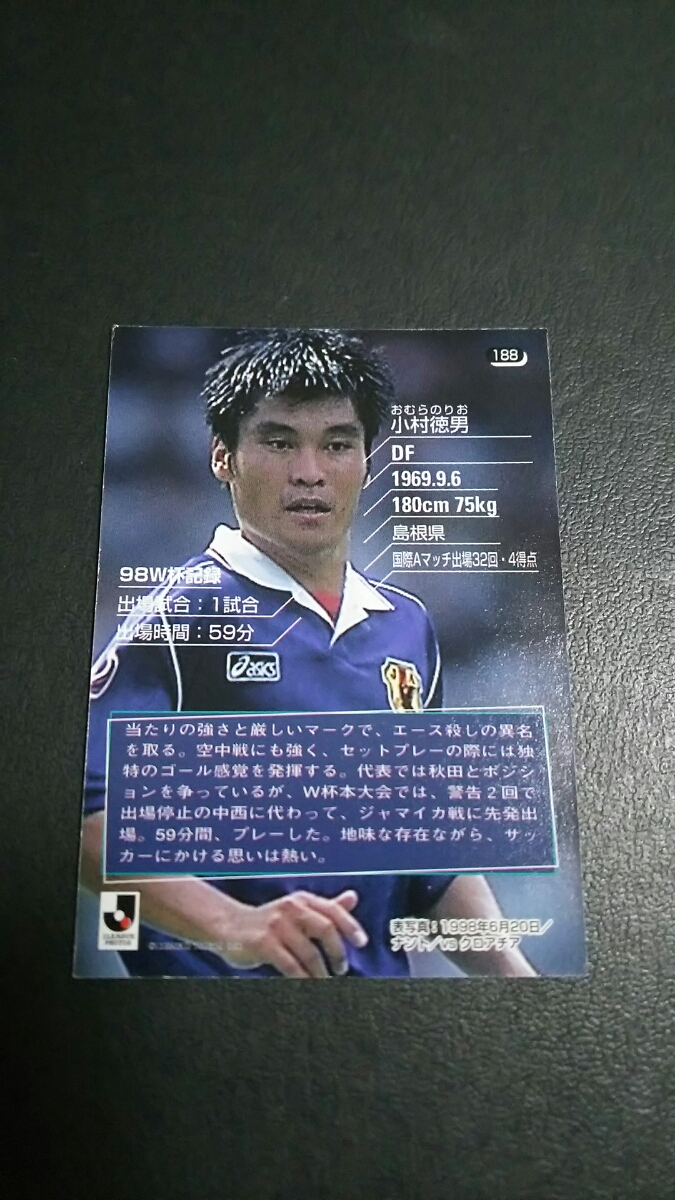 188
おむらのりお
小村徳男
DF
1969.9.6
180cm 75kg
島根県
国際Aマッチ出場32回・4得点
98W杯記録
出場試合：1試合
出場時間：59分
asics
当たりの強さと厳しいマークで、エース殺しの異名
を取る。空中戦にも強く、セットプレーの際には独
特のゴール感覚を発揮する。代表では秋田とポジシ
ョンを争っているが、W杯本大会では、警告2回で
出場停止の中西に代わって、ジャマイカ戦に先発出
場。59分間、プレーした。地味な存在ながら、サッ
カーにかける思いは熱い。
表写真：1998年6月20日/
ナント/vs クロアチア
J.LEAGUE
PHOTO